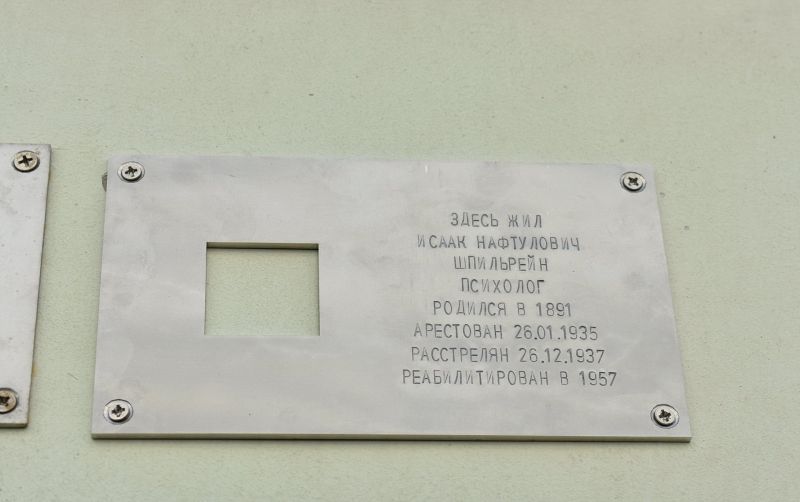 ЗДЕСЬ ЖИЛ
ИСААК НАФТУЛОВИЧ
ШПИЛЬРЕЙН
ПСИХОЛОГ
РОДИЛСЯ В 1891
АРЕСТОВАН 26.01.1935
РАССТРЕЛЯН 26.12.1937
РЕАБИЛИТИРОВАН В 1957